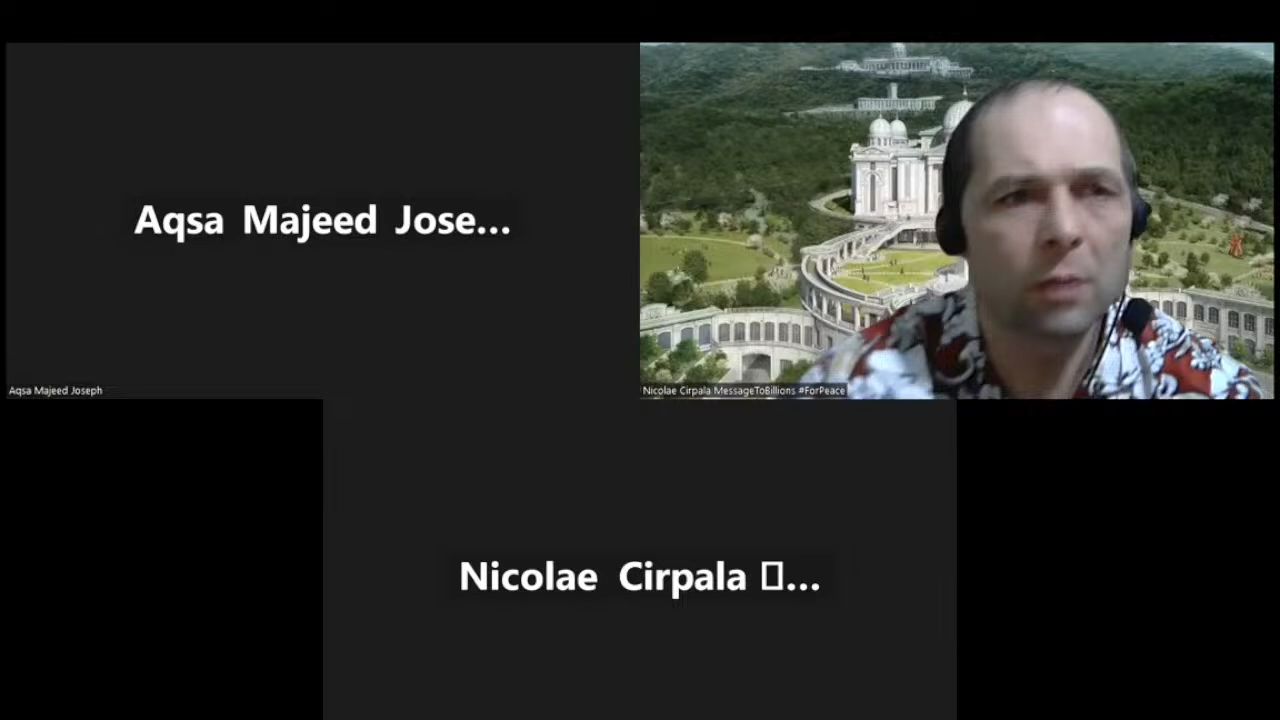 Aqsa Majeed Jose...
Aqsa Majeed Joseph
Nicolae Cirpala MessageToBillions #ForPeace
Nicolae Cirpala ▯...